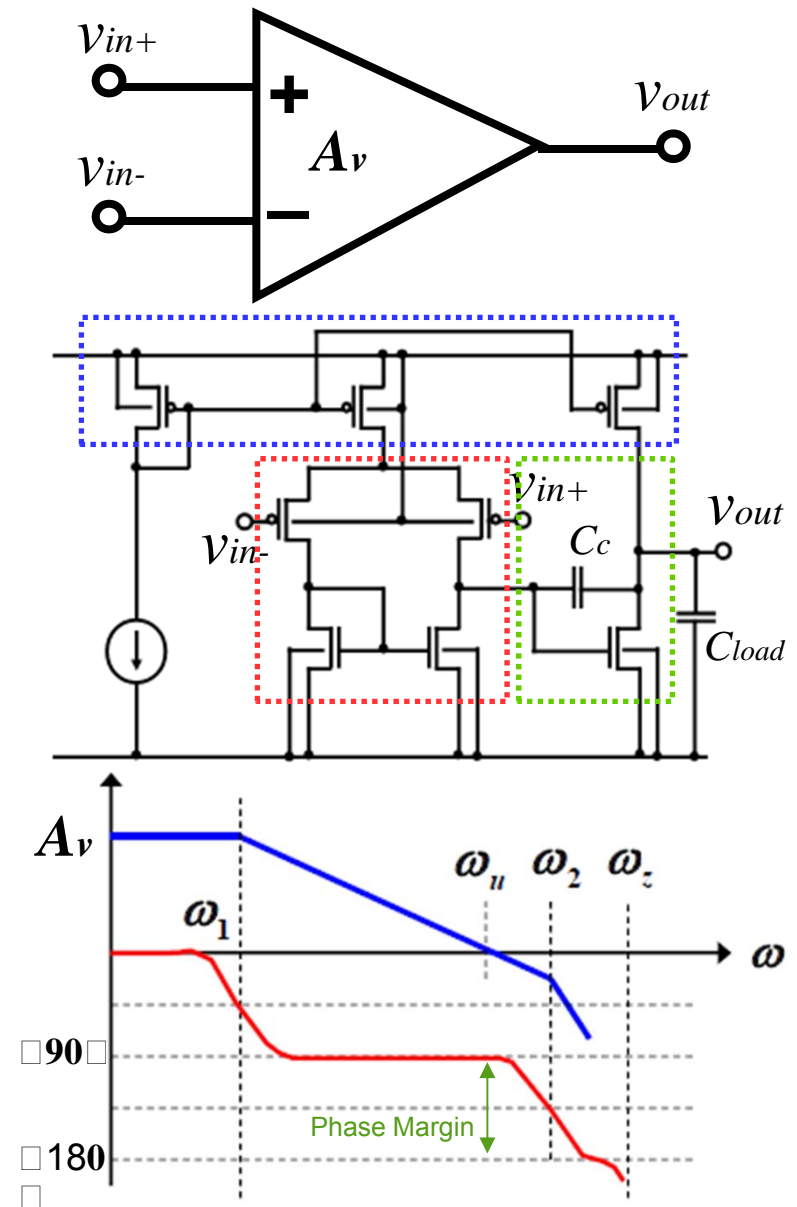 vin+
+
Av
vout
vin-
−
vin-
vin+
Cc
vout
Cload
Av
ωu ω2 ωz
ω1
ω
□90□
Phase Margin
□180
□